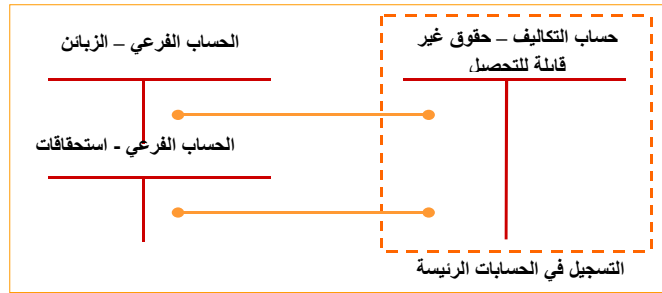 حساب التكاليف – حقوق غير
قابلة للتحصيل
الحساب الفرعي – الزبائن
الحساب الفرعي - استحقاقات
التسجيل في الحسابات الرئيسة